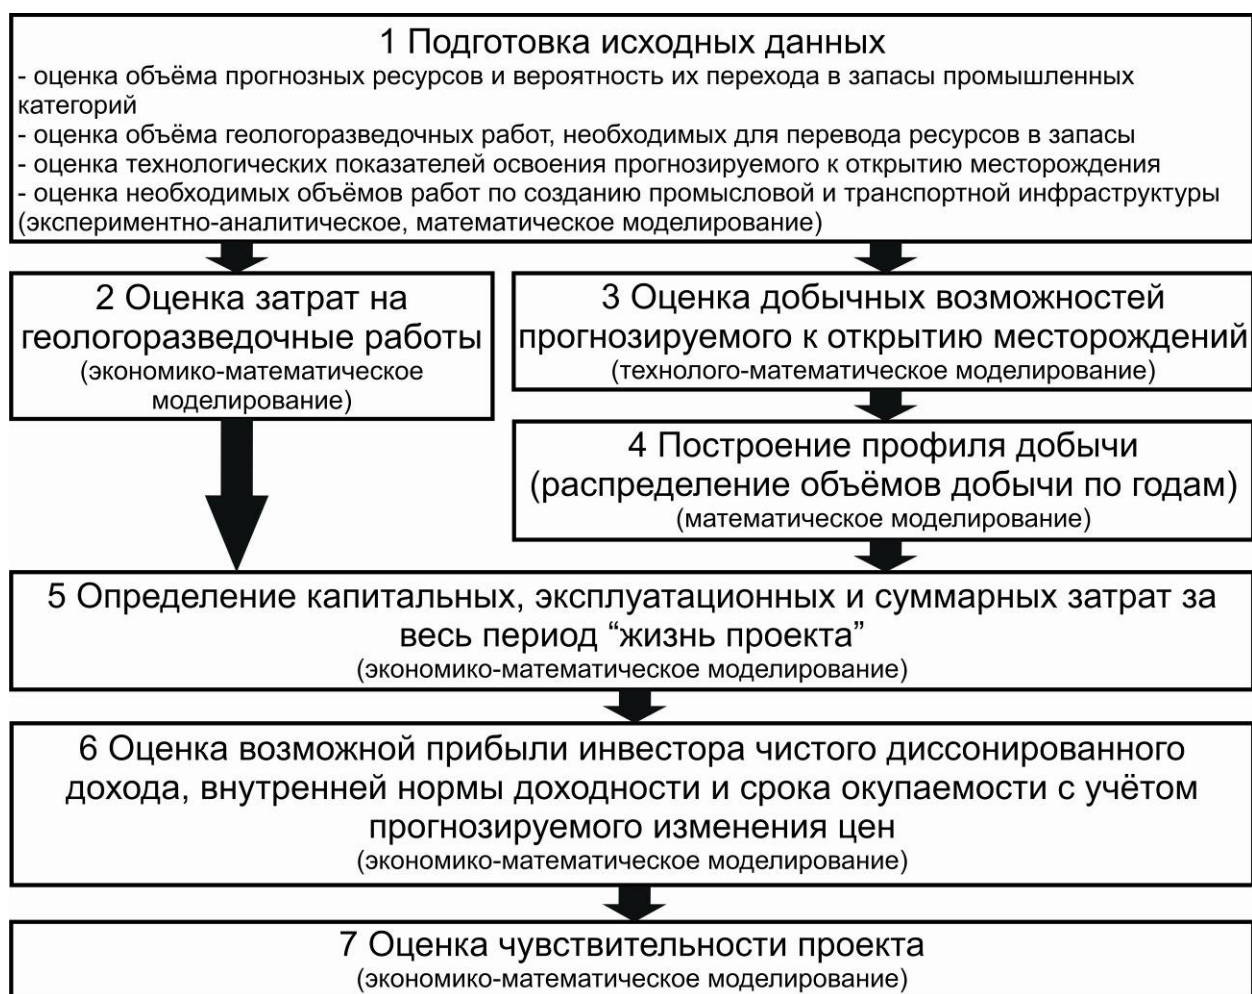 1 Подготовка исходных данных
- оценка объёма прогнозных ресурсов и вероятность их перехода в запасы промышленных
категорий
- оценка объёма геологоразведочных работ, необходимых для перевода ресурсов в запасы
- оценка технологических показателей освоения прогнозируемого к открытию месторождения
- оценка необходимых объёмов работ по созданию промысловой и транспортной инфраструктуры
(экспериментно-аналитическое, математическое моделирование)
2 Оценка затрат на
геологоразведочные работы
(экономико-математическое
моделирование)
3 Оценка добычных возможностей
прогнозируемого к открытию месторождений
(технолого-математическое моделирование)
4 Построение профиля добычи
(распределение объёмов добычи по годам)
(математическое моделирование)
5 Определение капитальных, эксплуатационных и суммарных затрат за
весь период “жизнь проекта”
(экономико-математическое моделирование)
6 Оценка возможной прибыли инвестора чистого диссонированного
дохода, внутренней нормы доходности и срока окупаемости с учётом
прогнозируемого изменения цен
(экономико-математическое моделирование)
7 Оценка чувствительности проекта
(экономико-математическое моделирование)